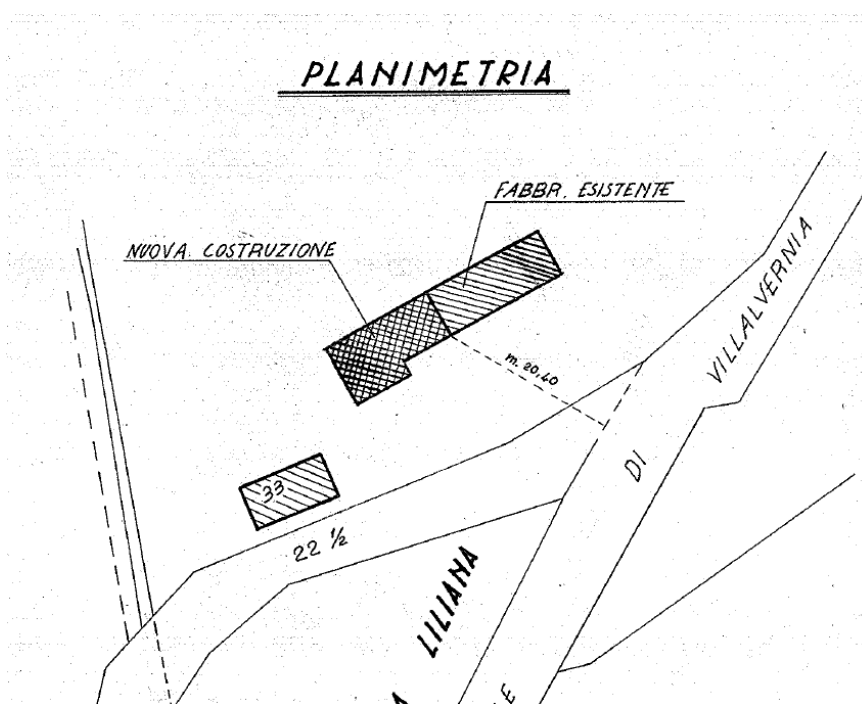 PLANIMETRIA
FABBR. ESISTENTE
NUOVA COSTRUZIONE
m. 20,40
VILLALVERNIA
DI
33
22 ½
LILIANA